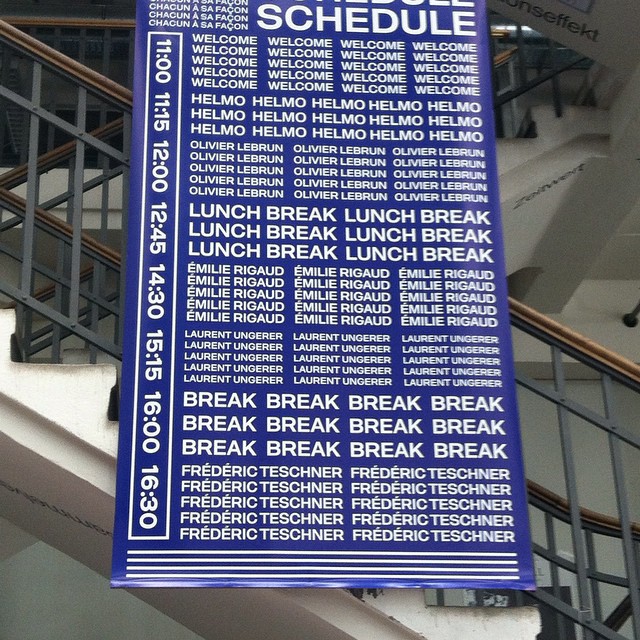 CHACUN À SA FAÇON
CHACUN À SA FAÇON
CHACUN À SA FAÇON
SCHEDULE
SCHEDULE
11:00 11:15 12:00 12:45 14:30 15:15 16:00 16:30
WELCOME WELCOME WELCOME WELCOME
WELCOME WELCOME WELCOME WELCOME
WELCOME WELCOME WELCOME WELCOME
WELCOME WELCOME WELCOME WELCOME
WELCOME WELCOME WELCOME WELCOME
HELMO HELMO HELMO HELMO HELMO
HELMO HELMO HELMO HELMO HELMO
HELMO HELMO HELMO HELMO HELMO
OLIVIER LEBRUN OLIVIER LEBRUN OLIVIER LEBRUN
OLIVIER LEBRUN OLIVIER LEBRUN OLIVIER LEBRUN
OLIVIER LEBRUN OLIVIER LEBRUN OLIVIER LEBRUN
OLIVIER LEBRUN OLIVIER LEBRUN OLIVIER LEBRUN
OLIVIER LEBRUN OLIVIER LEBRUN OLIVIER LEBRUN
LUNCH BREAK LUNCH BREAK
LUNCH BREAK LUNCH BREAK
LUNCH BREAK LUNCH BREAK
ÉMILIE RIGAUD ÉMILIE RIGAUD ÉMILIE RIGAUD
ÉMILIE RIGAUD ÉMILIE RIGAUD ÉMILIE RIGAUD
ÉMILIE RIGAUD ÉMILIE RIGAUD ÉMILIE RIGAUD
ÉMILIE RIGAUD ÉMILIE RIGAUD ÉMILIE RIGAUD
ÉMILIE RIGAUD ÉMILIE RIGAUD ÉMILIE RIGAUD
LAURENT UNGERER LAURENT UNGERER LAURENT UNGERER
LAURENT UNGERER LAURENT UNGERER LAURENT UNGERER
LAURENT UNGERER LAURENT UNGERER LAURENT UNGERER
LAURENT UNGERER LAURENT UNGERER LAURENT UNGERER
LAURENT UNGERER LAURENT UNGERER LAURENT UNGERER
BREAK BREAK BREAK BREAK
BREAK BREAK BREAK BREAK
BREAK BREAK BREAK BREAK
FRÉDÉRIC TESCHNER FRÉDÉRIC TESCHNER
FRÉDÉRIC TESCHNER FRÉDÉRIC TESCHNER
FRÉDÉRIC TESCHNER FRÉDÉRIC TESCHNER
FRÉDÉRIC TESCHNER FRÉDÉRIC TESCHNER
FRÉDÉRIC TESCHNER FRÉDÉRIC TESCHNER
unseffekt
Zeitwert